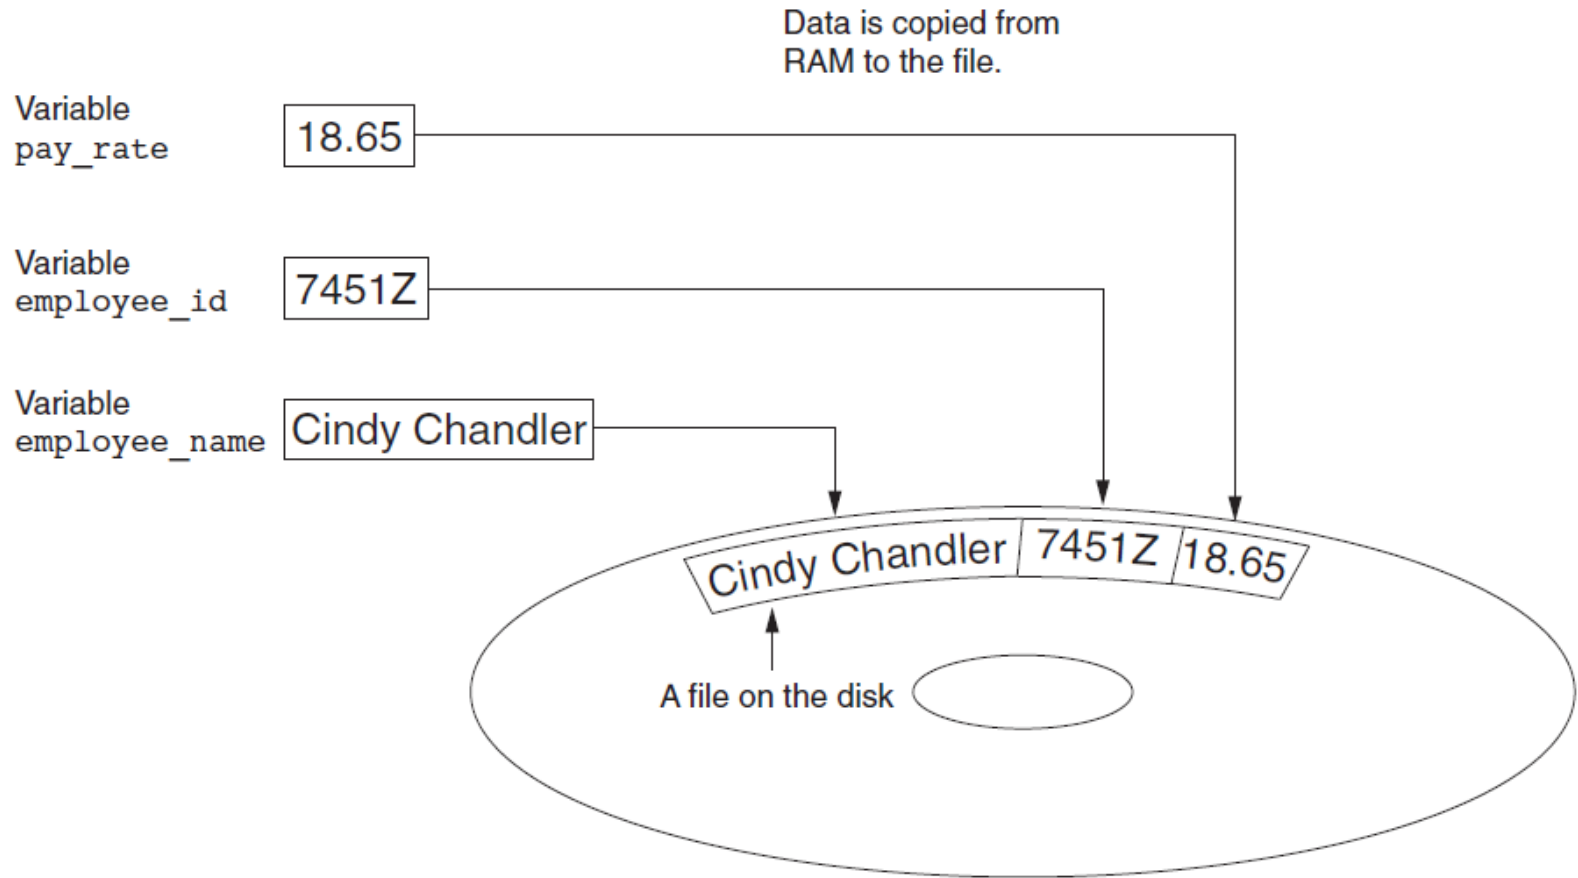 Data is copied from
RAM to the file.
Variable
pay_rate
18.65
Variable
employee_id
7451Z
Variable
employee_name
Cindy Chandler
Cindy Chandler
7451Z
18.65
A file on the disk